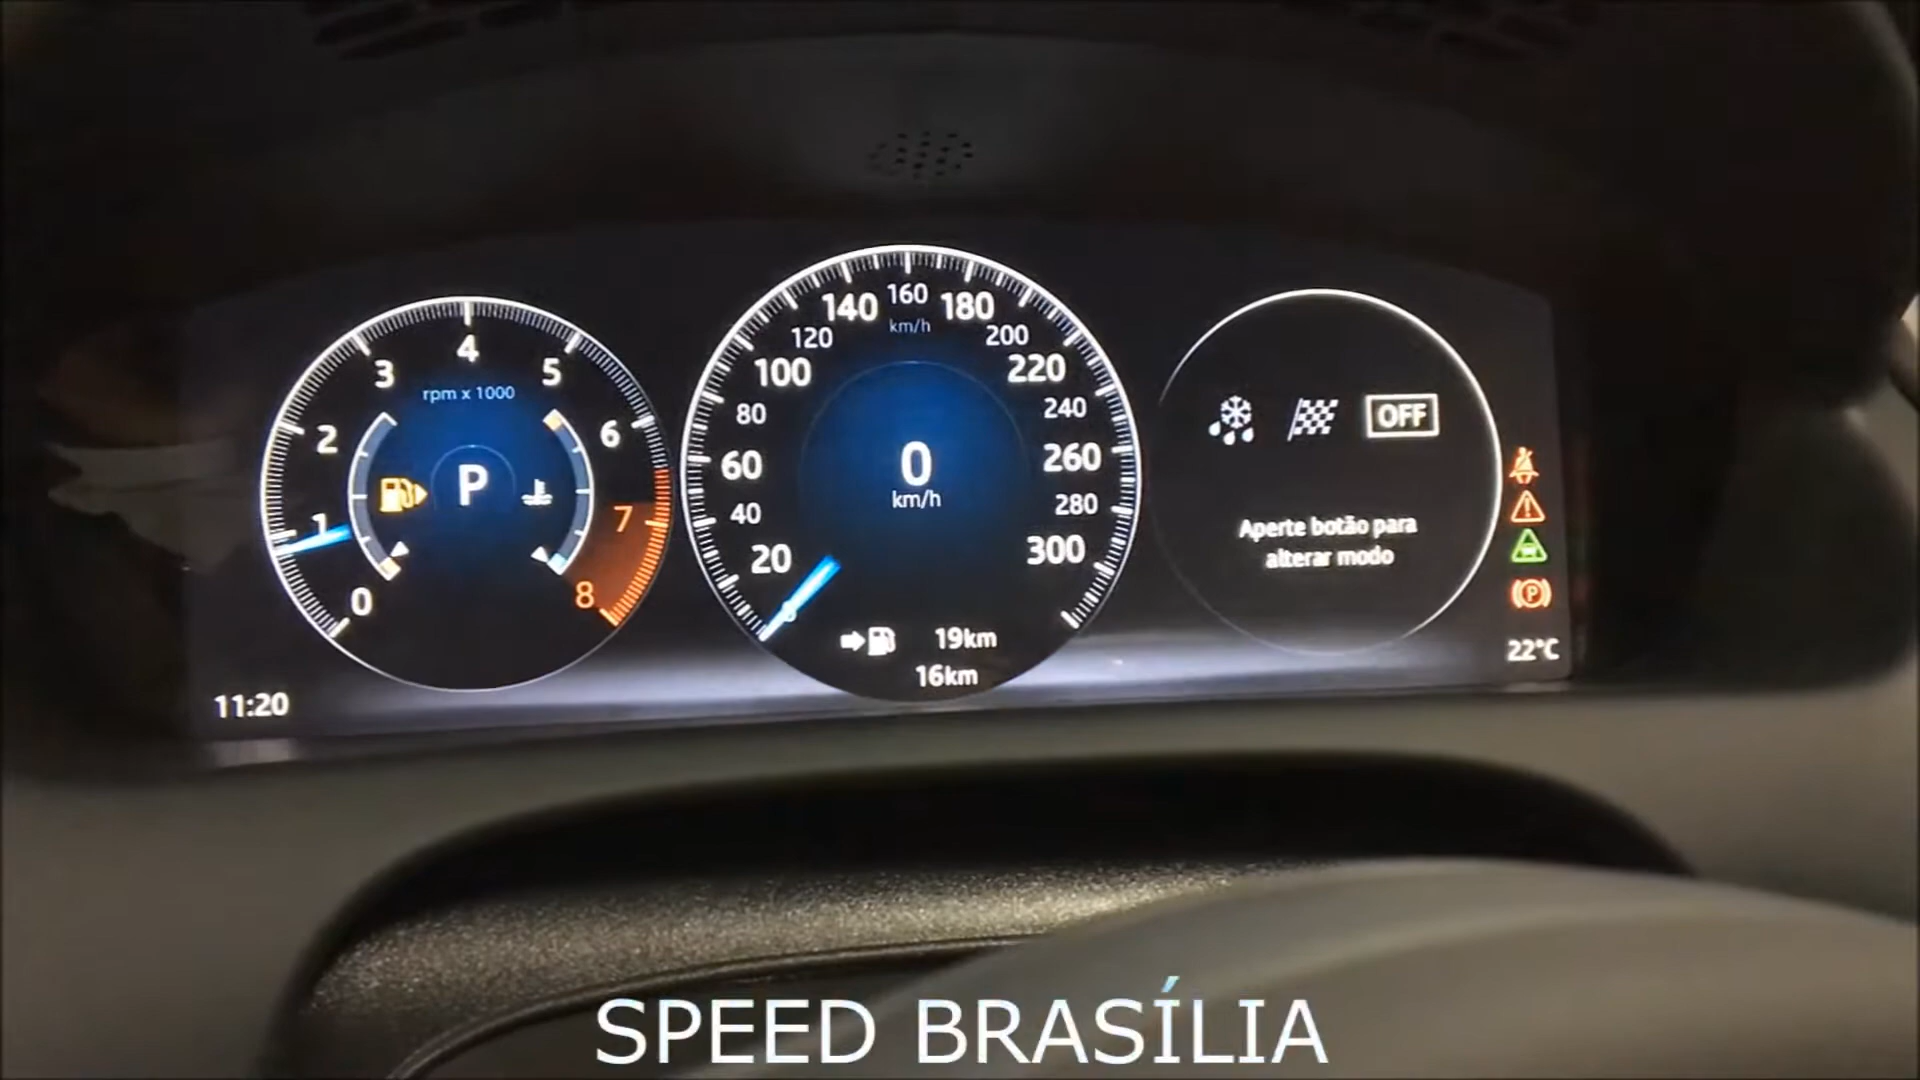 0
1
2
3
4
5
6
7
8
rpm x 1000
P
11:20
20
40
60
80
100
120
140
160
180
200
220
240
260
280
300
km/h
0
km/h
19km
16km
OFF
Aperte botão para
alterar modo
P
22°C
SPEED BRASÍLIA